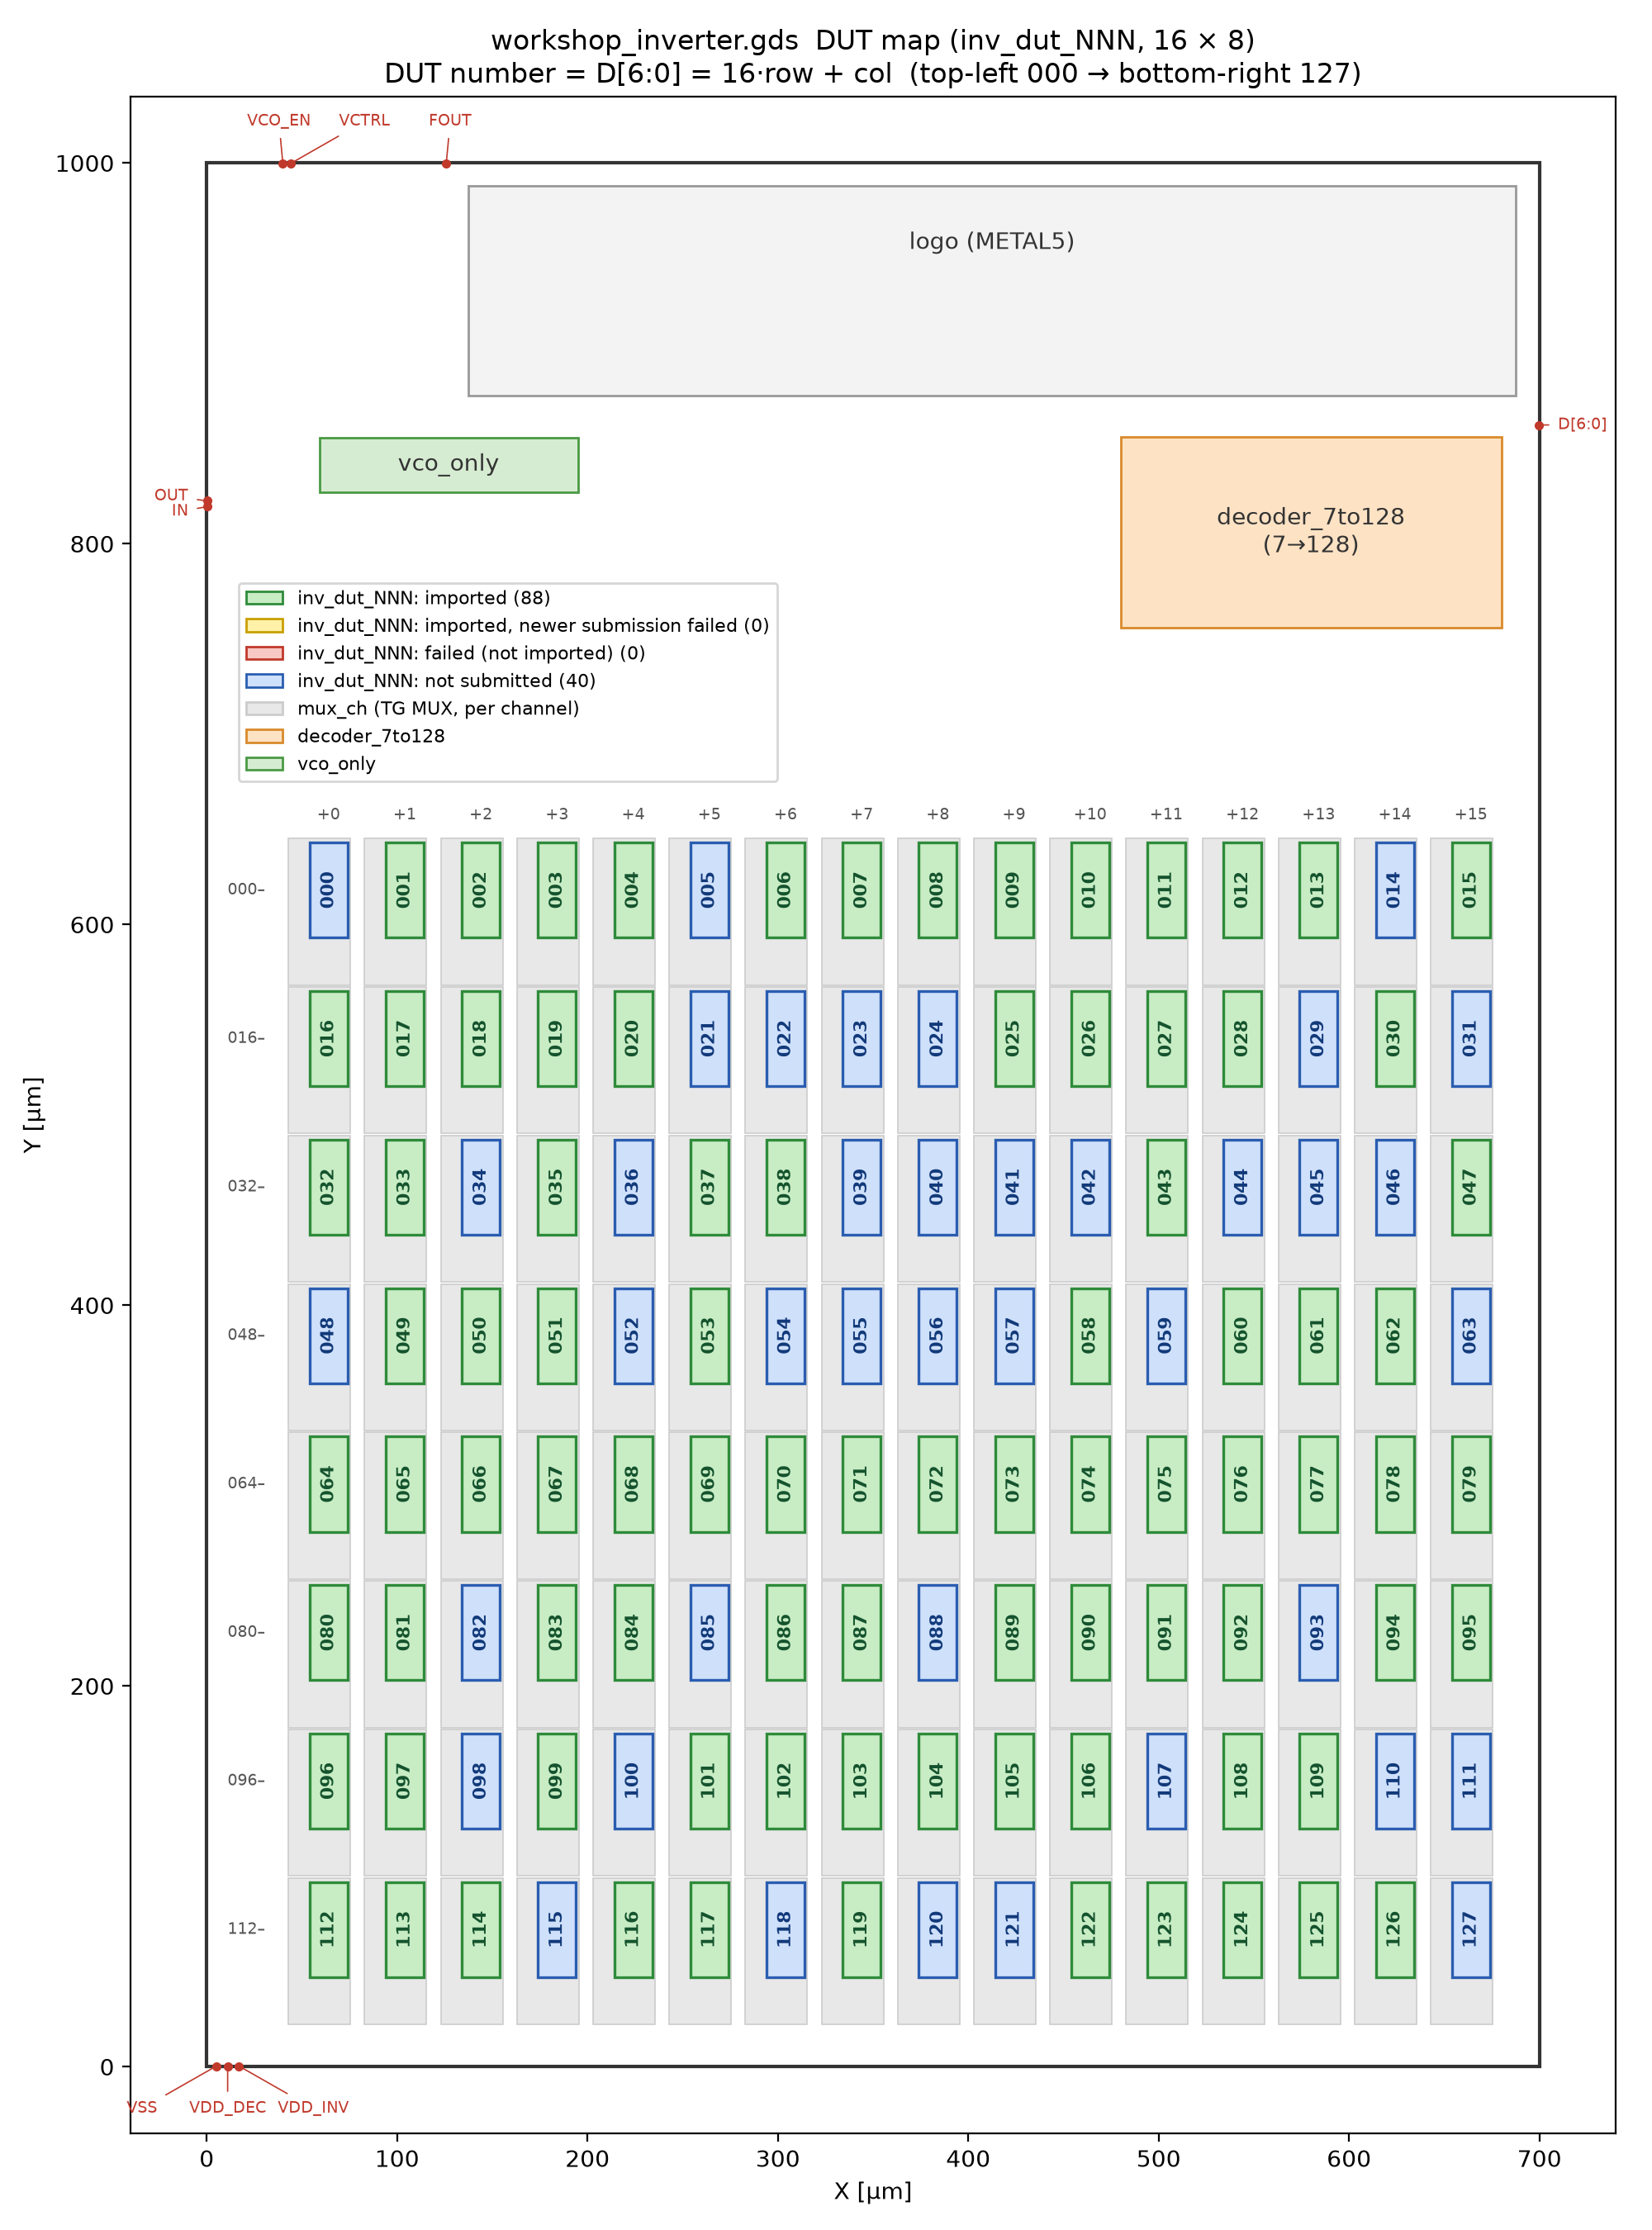 workshop_inverter.gds  DUT map (inv_dut_NNN, 16 × 8)
DUT number = D[6:0] = 16·row + col  (top-left 000 → bottom-right 127)
VCO_EN VCTRL FOUT
1000
logo (METAL5)
D[6:0]
vco_only
OUT
IN
decoder_7to128
(7→128)
800
inv_dut_NNN: imported (88)
inv_dut_NNN: imported, newer submission failed (0)
inv_dut_NNN: failed (not imported) (0)
inv_dut_NNN: not submitted (40)
mux_ch (TG MUX, per channel)
decoder_7to128
vco_only
+0 +1 +2 +3 +4 +5 +6 +7 +8 +9 +10 +11 +12 +13 +14 +15
000– 000 001 002 003 004 005 006 007 008 009 010 011 012 013 014 015
600
016– 016 017 018 019 020 021 022 023 024 025 026 027 028 029 030 031
Y [µm]
032– 032 033 034 035 036 037 038 039 040 041 042 043 044 045 046 047
400
048– 048 049 050 051 052 053 054 055 056 057 058 059 060 061 062 063
064– 064 065 066 067 068 069 070 071 072 073 074 075 076 077 078 079
080– 080 081 082 083 084 085 086 087 088 089 090 091 092 093 094 095
200
096– 096 097 098 099 100 101 102 103 104 105 106 107 108 109 110 111
112– 112 113 114 115 116 117 118 119 120 121 122 123 124 125 126 127
0
VSS VDD_DEC VDD_INV
0 100 200 300 400 500 600 700
X [µm]